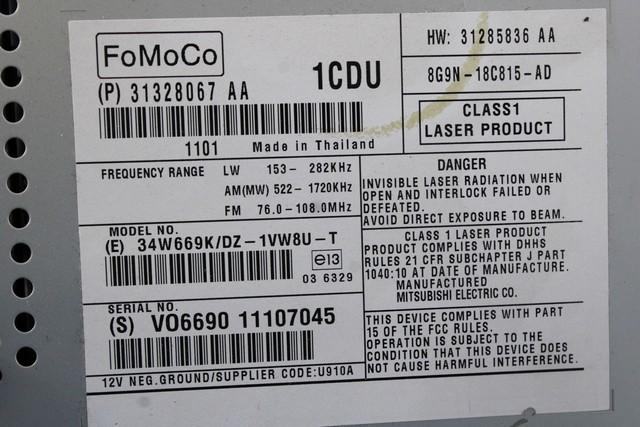 FoMoCo
1CDU
(P) 31328067 AA
1101 Made in Thailand
HW: 31285836 AA
8G9N-18C815-AD
CLASS1
LASER PRODUCT
FREQUENCY RANGE LW 153- 282KHz
AM(MW) 522-1720KHz
FM 76.0-108.0MHz
MODEL NO.
(E) 34W669K/DZ-1VW8U-T
e13
03 6329
SERIAL NO.
(S) VO6690 11107045
12V NEG.GROUND/SUPPLIER CODE:U910A
DANGER
INVISIBLE LASER RADIATION WHEN
OPEN AND INTERLOCK FAILED OR
DEFEATED.
AVOID DIRECT EXPOSURE TO BEAM.
CLASS 1 LASER PRODUCT
PRODUCT COMPLIES WITH DHHS
RULES 21 CFR SUBCHAPTER J PART
1040:10 AT DATE OF MANUFACTURE.
MANUFACTURED
MITSUBISHI ELECTRIC CO.
THIS DEVICE COMPLIES WITH PART
15 OF THE FCC RULES.
OPERATION IS SUBJECT TO THE
CONDITION THAT THIS DEVICE DOES
NOT CAUSE HARMFUL INTERFERENCE.